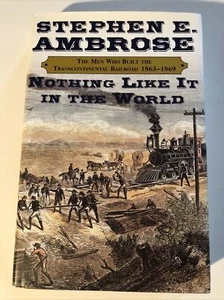 STEPHEN E.
AMBROSE
THE MEN WHO BUILT THE
TRANSCONTINENTAL RAILROAD 1863–1869
NOTHING LIKE IT
IN THE WORLD